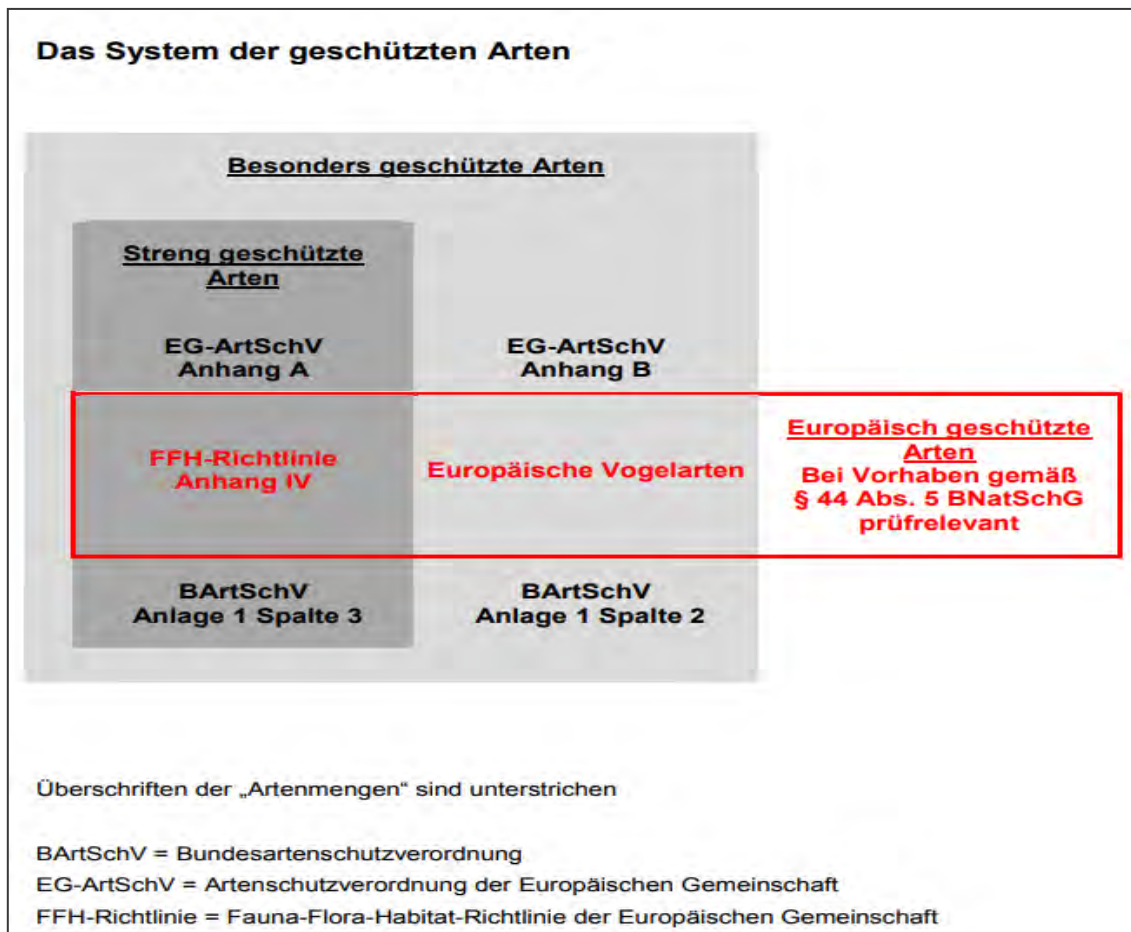 Das System der geschützten Arten
Besonders geschützte Arten
Streng geschützte
Arten
EG-ArtSchV
Anhang A
EG-ArtSchV
Anhang B
FFH-Richtlinie
Anhang IV
Europäische Vogelarten
Europäisch geschützte
Arten
Bei Vorhaben gemäß
§ 44 Abs. 5 BNatSchG
prüfrelevant
BArtSchV
Anlage 1 Spalte 3
BArtSchV
Anlage 1 Spalte 2
Überschriften der „Artenmengen“ sind unterstrichen
BArtSchV = Bundesartenschutzverordnung
EG-ArtSchV = Artenschutzverordnung der Europäischen Gemeinschaft
FFH-Richtlinie = Fauna-Flora-Habitat-Richtlinie der Europäischen Gemeinschaft